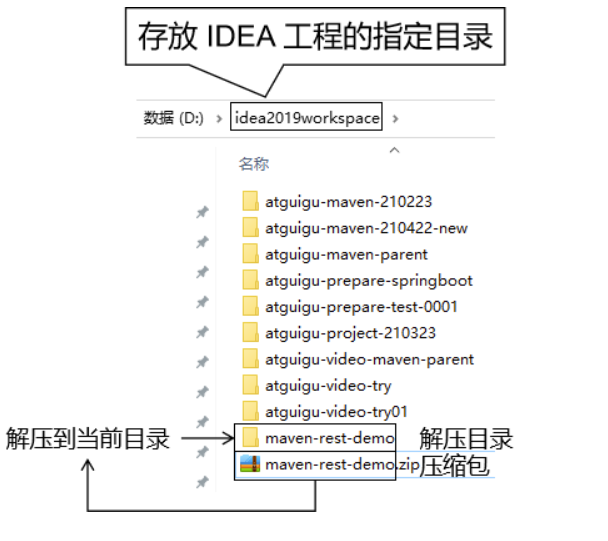 存放 IDEA 工程的指定目录
数据 (D:) › idea2019workspace ›
名称
atguigu-maven-210223
atguigu-maven-210422-new
atguigu-maven-parent
atguigu-prepare-springboot
atguigu-prepare-test-0001
atguigu-project-210323
atguigu-video-maven-parent
atguigu-video-try
atguigu-video-try01
解压到当前目录 maven-rest-demo 解压目录
maven-rest-demo.zip 压缩包